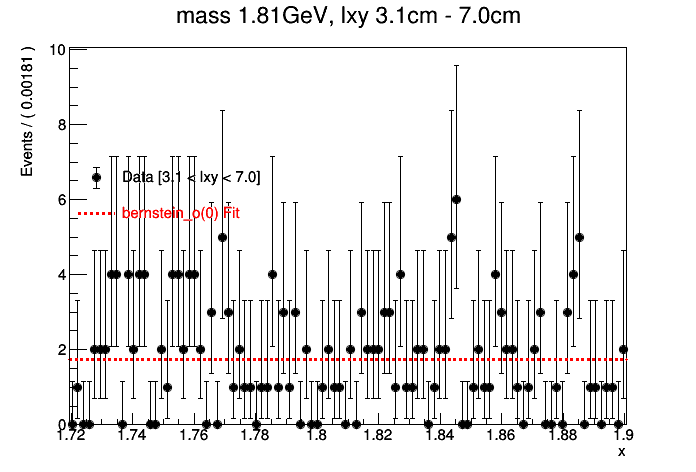 mass 1.81GeV, lxy 3.1cm - 7.0cm
Events / ( 0.00181 )
10
8
6
4
2
0
Data [3.1 < lxy < 7.0]
bernstein_o(0) Fit
1.72 1.74 1.76 1.78 1.8 1.82 1.84 1.86 1.88 1.9
x